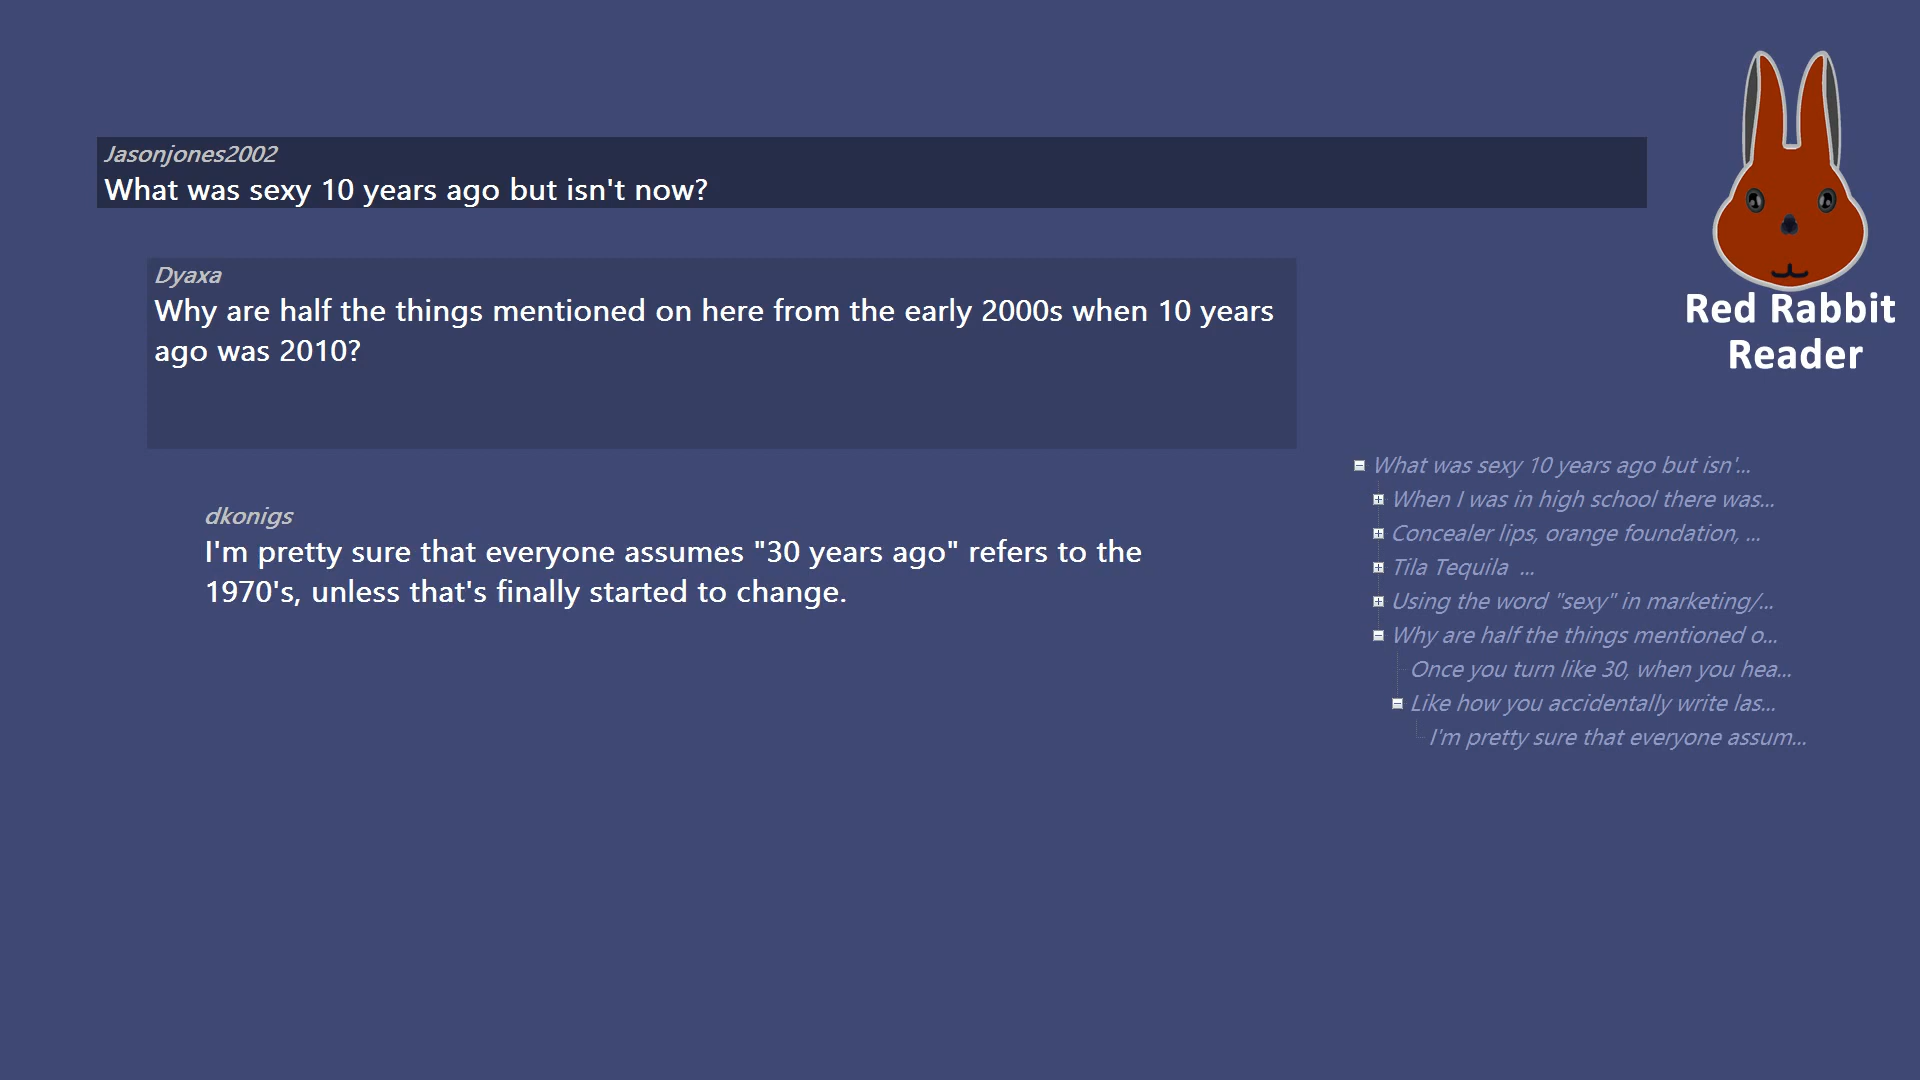 Jasonjones2002
What was sexy 10 years ago but isn't now?
Dyaxa
Why are half the things mentioned on here from the early 2000s when 10 years
ago was 2010?
dkonigs
I'm pretty sure that everyone assumes "30 years ago" refers to the
1970's, unless that's finally started to change.
Red Rabbit
Reader
What was sexy 10 years ago but isn'...
When I was in high school there was...
Concealer lips, orange foundation, ...
Tila Tequila ...
Using the word "sexy" in marketing/...
Why are half the things mentioned o...
Once you turn like 30, when you hea...
Like how you accidentally write las...
I'm pretty sure that everyone assum...